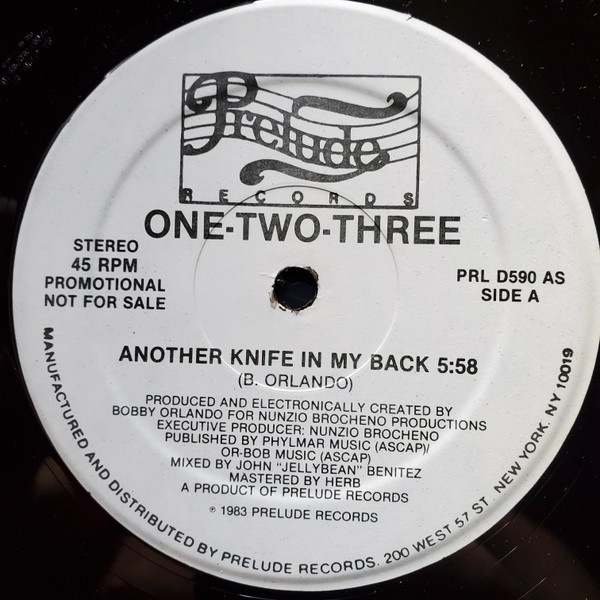 Prelude
RECORDS
ONE-TWO-THREE
STEREO
45 RPM
PROMOTIONAL
NOT FOR SALE
PRL D590 AS
SIDE A
ANOTHER KNIFE IN MY BACK 5:58
(B. ORLANDO)
PRODUCED AND ELECTRONICALLY CREATED BY
BOBBY ORLANDO FOR NUNZIO BROCHENO PRODUCTIONS
EXECUTIVE PRODUCER: NUNZIO BROCHENO
PUBLISHED BY PHYLMAR MUSIC (ASCAP)/
OR-BOB MUSIC (ASCAP)
MIXED BY JOHN "JELLYBEAN" BENITEZ
MASTERED BY HERB
A PRODUCT OF PRELUDE RECORDS
℗ 1983 PRELUDE RECORDS
MANUFACTURED AND DISTRIBUTED BY PRELUDE RECORDS, 200 WEST 57 ST. NEW YORK. NY 10019